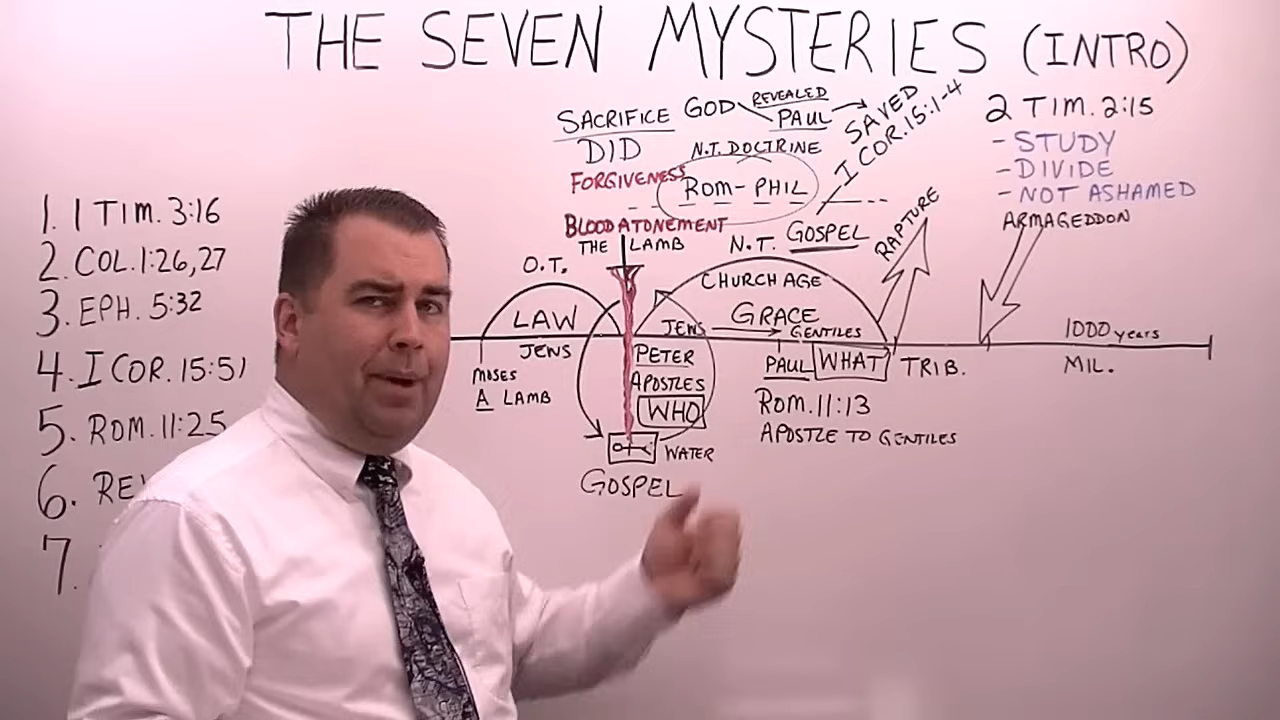 THE SEVEN MYSTERIES (INTRO)
1. 1 TIM. 3:16
2. COL. 1:26,27
3. EPH. 5:32
4. I COR. 15:51
5. ROM. 11:25
6. RE
7.
SACRIFICE
DID
FORGIVENESS
BLOOD ATONEMENT
THE LAMB
GOD REVEALED
PAUL
N.T. DOCTRINE
ROM-PHIL
SAVED
I COR. 15:1-4
N.T. GOSPEL
2 TIM. 2:15
- STUDY
- DIVIDE
- NOT ASHAMED
ARMAGEDDON
RAPTURE
O.T.
LAW
JEWS
MOSES
A LAMB
CHURCH AGE
GRACE
JEWS GENTILES
PETER
APOSTLES
WHO
WATER
GOSPEL
PAUL WHAT
ROM. 11:13
APOSTLE TO GENTILES
TRIB.
1000 years
MIL.